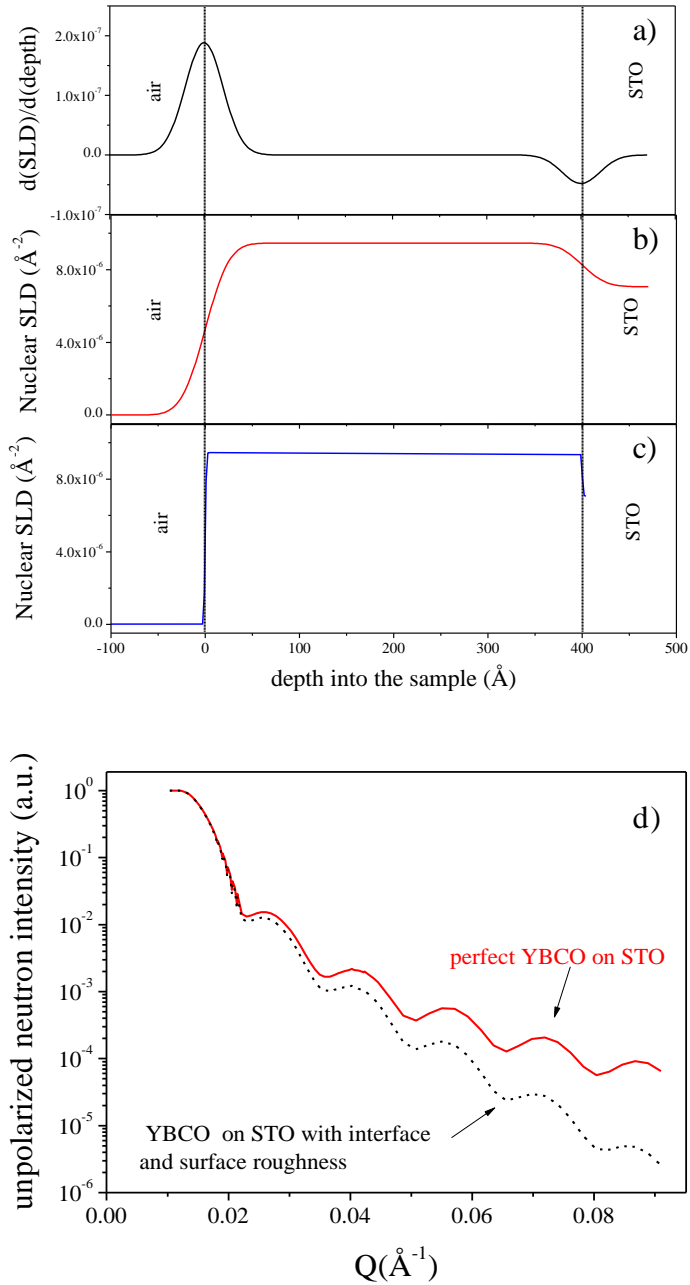 a)
d(SLD)/d(depth)
2.0x10⁻⁷
1.0x10⁻⁷
0.0
-1.0x10⁻⁷
air
STO
b)
Nuclear SLD (Å⁻²)
8.0x10⁻⁶
4.0x10⁻⁶
0.0
air
STO
c)
Nuclear SLD (Å⁻²)
8.0x10⁻⁶
4.0x10⁻⁶
0.0
air
STO
-100 0 100 200 300 400 500
depth into the sample (Å)
d)
unpolarized neutron intensity (a.u.)
10⁰
10⁻¹
10⁻²
10⁻³
10⁻⁴
10⁻⁵
10⁻⁶
perfect YBCO on STO
YBCO on STO with interface
and surface roughness
0.00 0.02 0.04 0.06 0.08
Q(Å⁻¹)